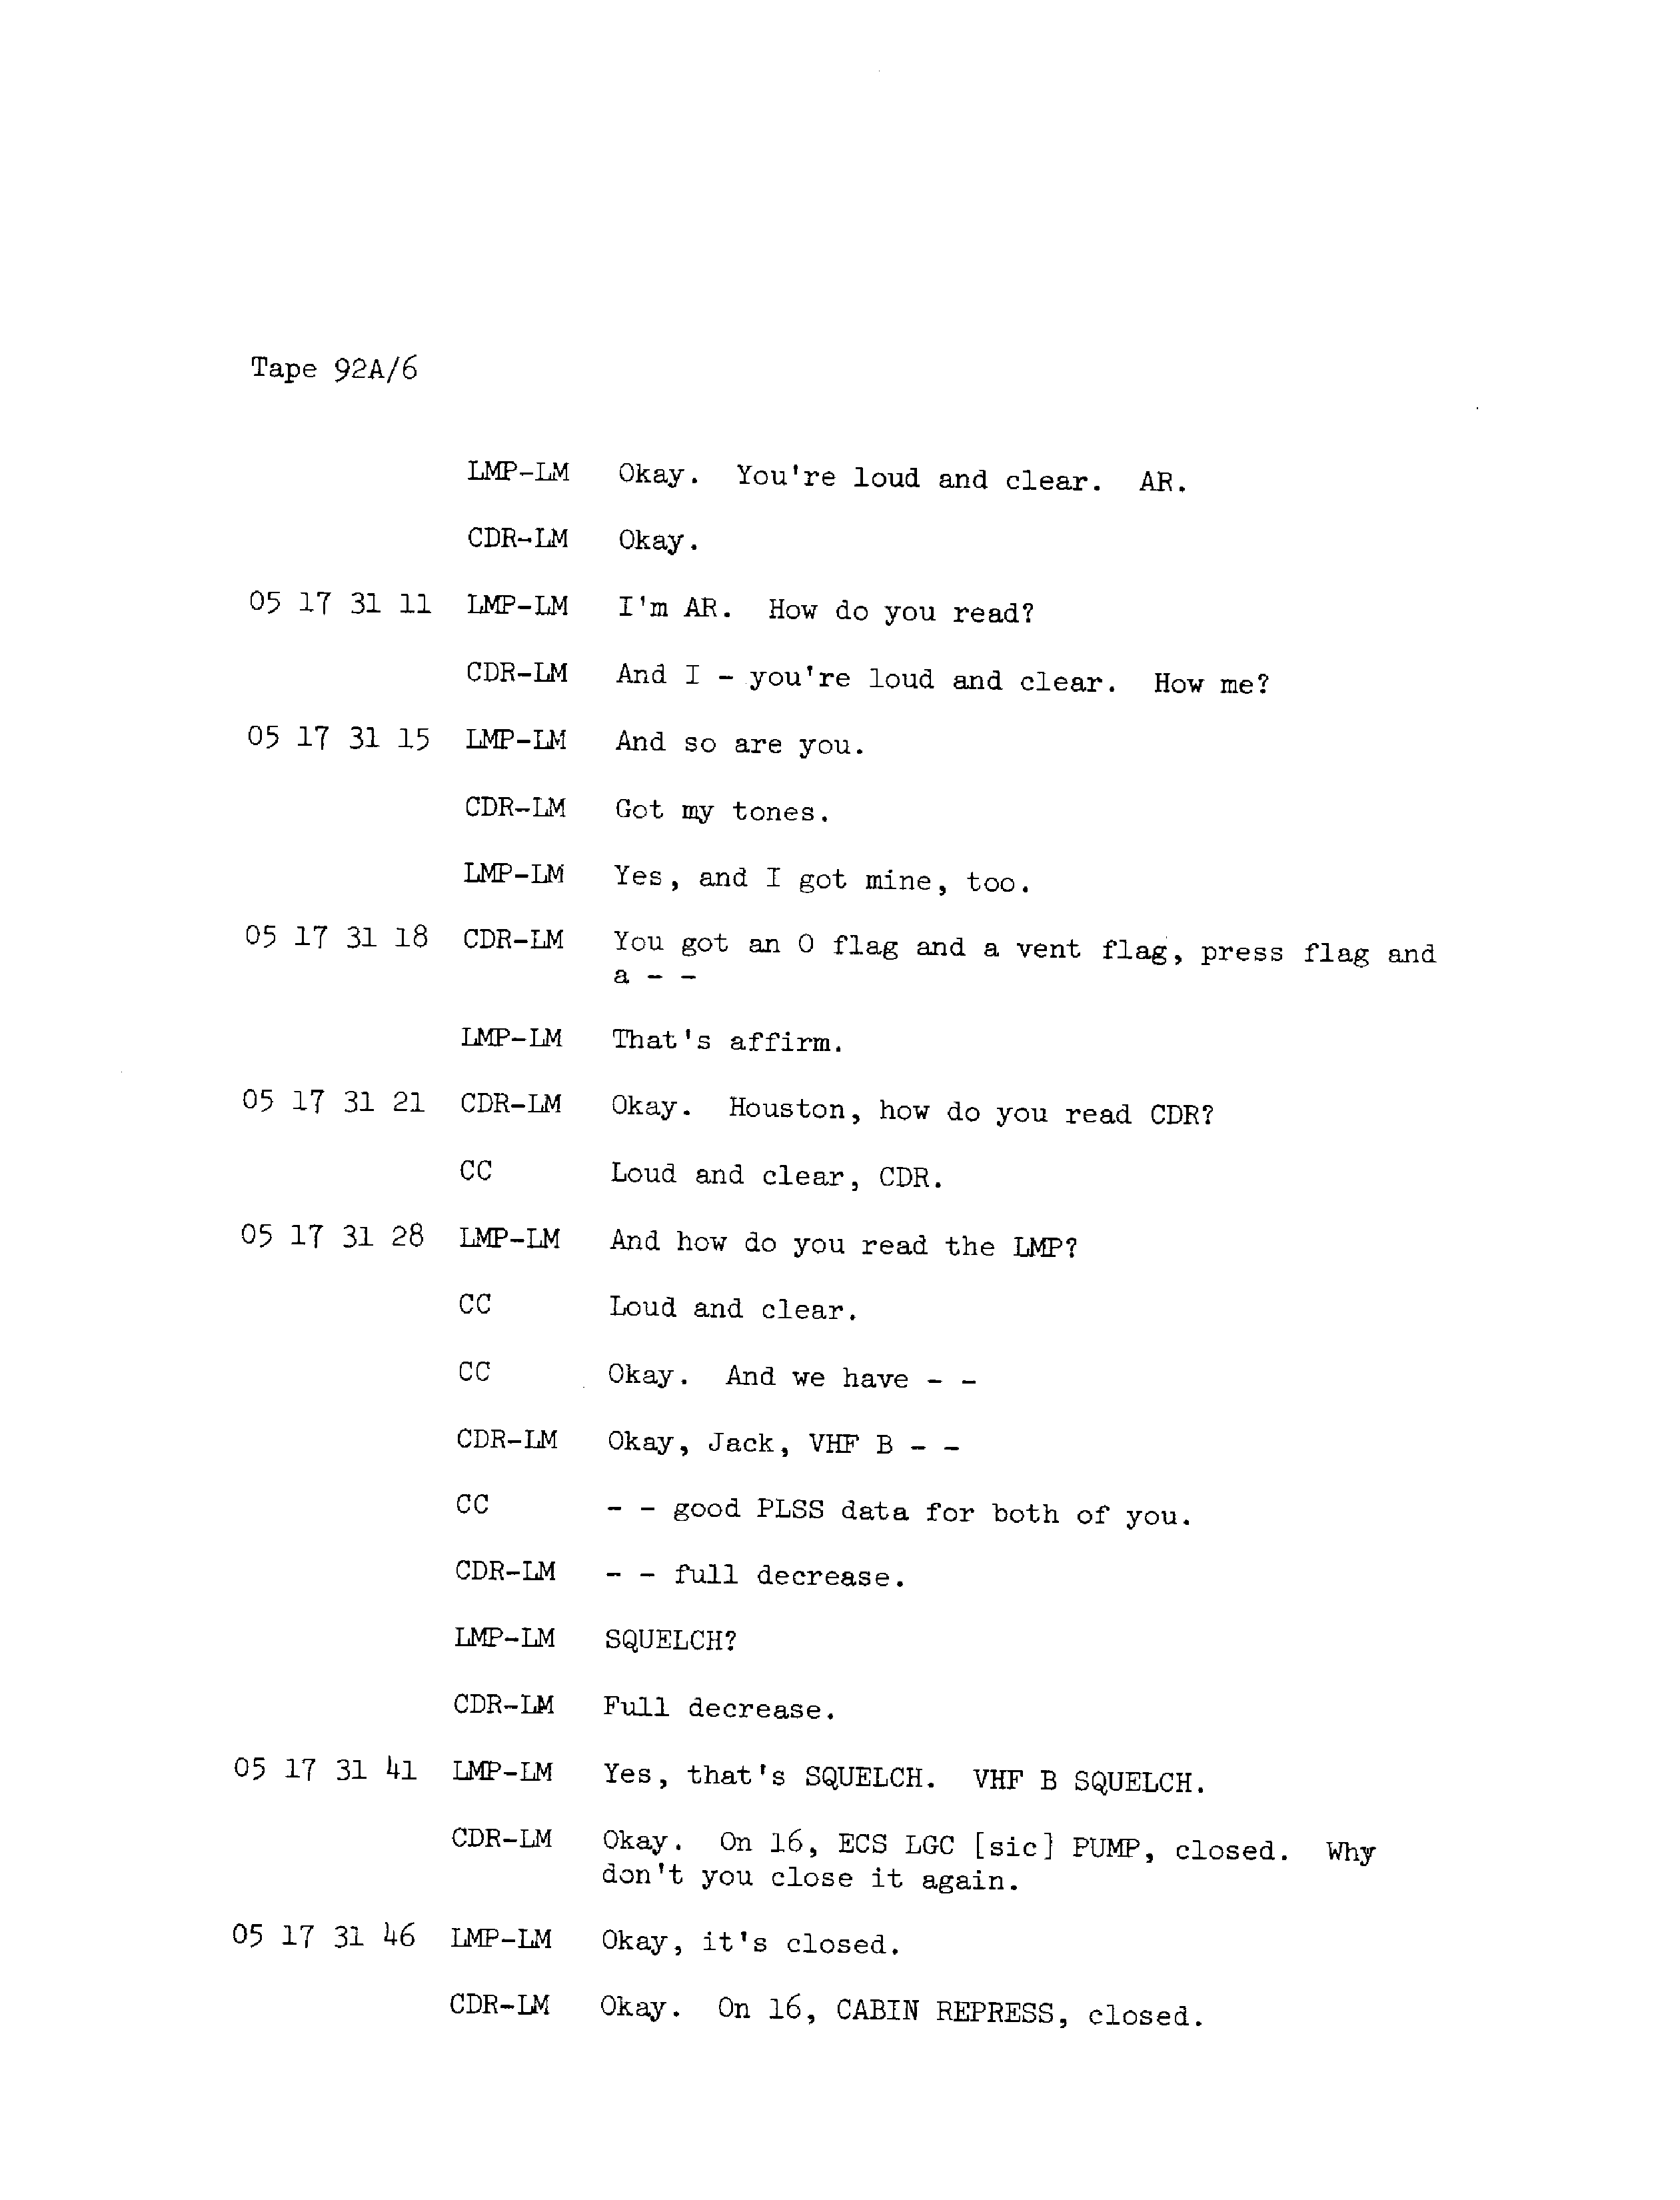 Tape 92A/6
LMP-LM Okay. You're loud and clear. AR.
CDR-LM Okay.
05 17 31 11 LMP-LM I'm AR. How do you read?
CDR-LM And I - you're loud and clear. How me?
05 17 31 15 LMP-LM And so are you.
CDR-LM Got my tones.
LMP-LM Yes, and I got mine, too.
05 17 31 18 CDR-LM You got an O flag and a vent flag, press flag and
a - -
LMP-LM That's affirm.
05 17 31 21 CDR-LM Okay. Houston, how do you read CDR?
CC Loud and clear, CDR.
05 17 31 28 LMP-LM And how do you read the LMP?
CC Loud and clear.
CC Okay. And we have - -
CDR-LM Okay, Jack, VHF B - -
CC - - good PLSS data for both of you.
CDR-LM - - full decrease.
LMP-LM SQUELCH?
CDR-LM Full decrease.
05 17 31 41 LMP-LM Yes, that's SQUELCH. VHF B SQUELCH.
CDR-LM Okay. On 16, ECS LGC [sic] PUMP, closed. Why
don't you close it again.
05 17 31 46 LMP-LM Okay, it's closed.
CDR-LM Okay. On 16, CABIN REPRESS, closed.